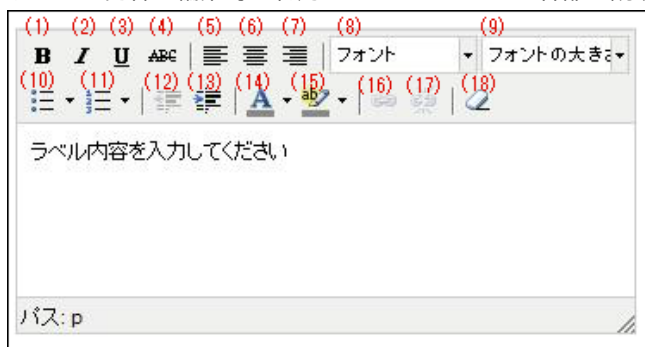 (1) (2) (3) (4) (5) (6) (7) (8) (9)
B I U ABC フォント フォントの大きさ
(10) (11) (12) (13) (14) (15) (16) (17) (18)
A ab
ラベル内容を入力してください
パス: p